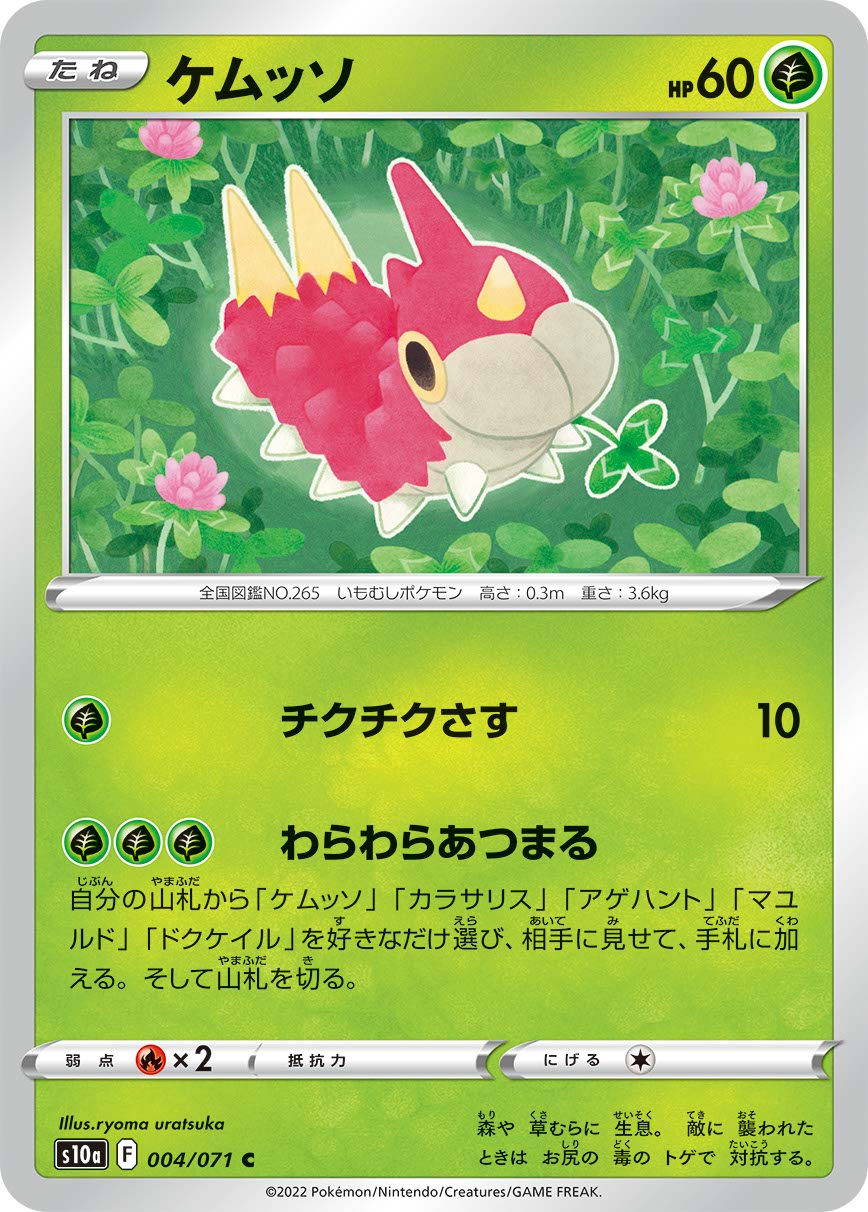 たね ケムッソ HP60
全国図鑑NO.265 いもむしポケモン 高さ：0.3m 重さ：3.6kg
チクチクさす 10
わらわらあつまる
自分の山札から「ケムッソ」「カラサリス」「アゲハント」「マユ
ルド」「ドクケイル」を好きなだけ選び、相手に見せて、手札に加
える。そして山札を切る。
弱点 ×2 抵抗力 にげる
Illus.ryoma uratsuka
s10a F 004/071 C
森や 草むらに 生息。 敵に 襲われた
ときは お尻の 毒の トゲで 対抗する。
©2022 Pokémon/Nintendo/Creatures/GAME FREAK.